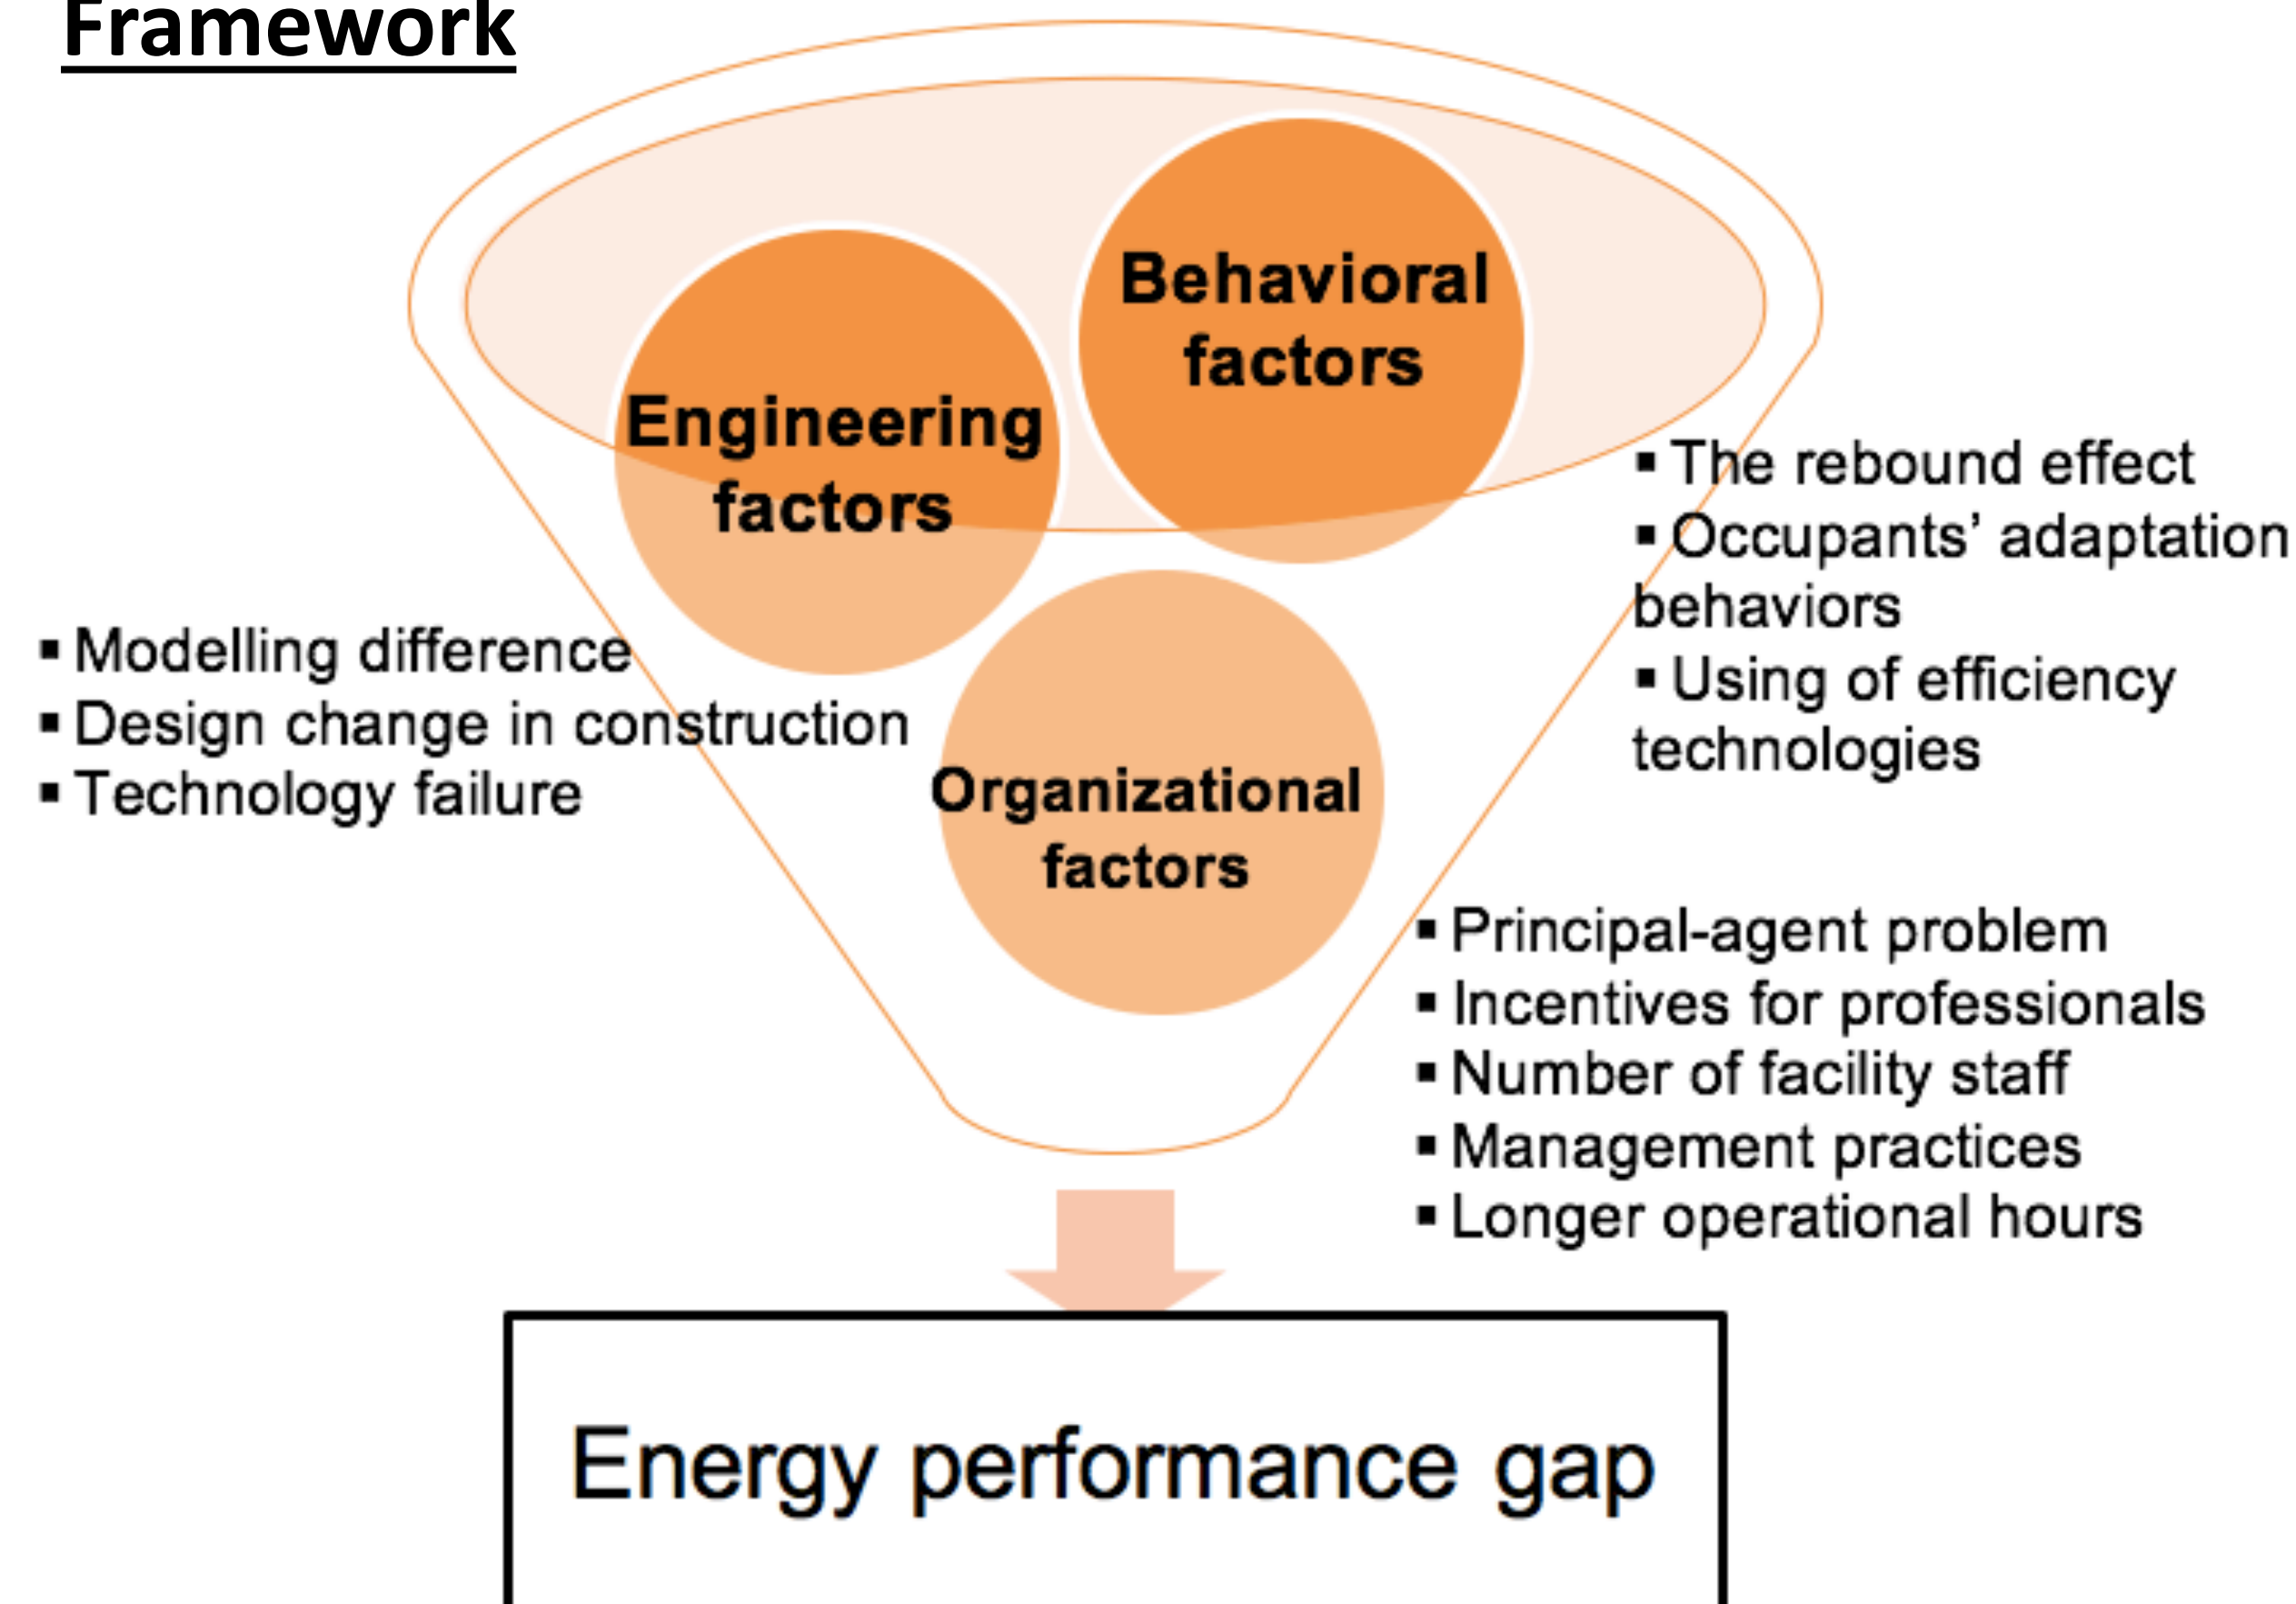 Framework
Behavioral
factors
Engineering
factors
▪ The rebound effect
▪ Occupants’ adaptation
behaviors
▪ Using of efficiency
technologies
▪ Modelling difference
▪ Design change in construction
▪ Technology failure
Organizational
factors
▪ Principal-agent problem
▪ Incentives for professionals
▪ Number of facility staff
▪ Management practices
▪ Longer operational hours
Energy performance gap